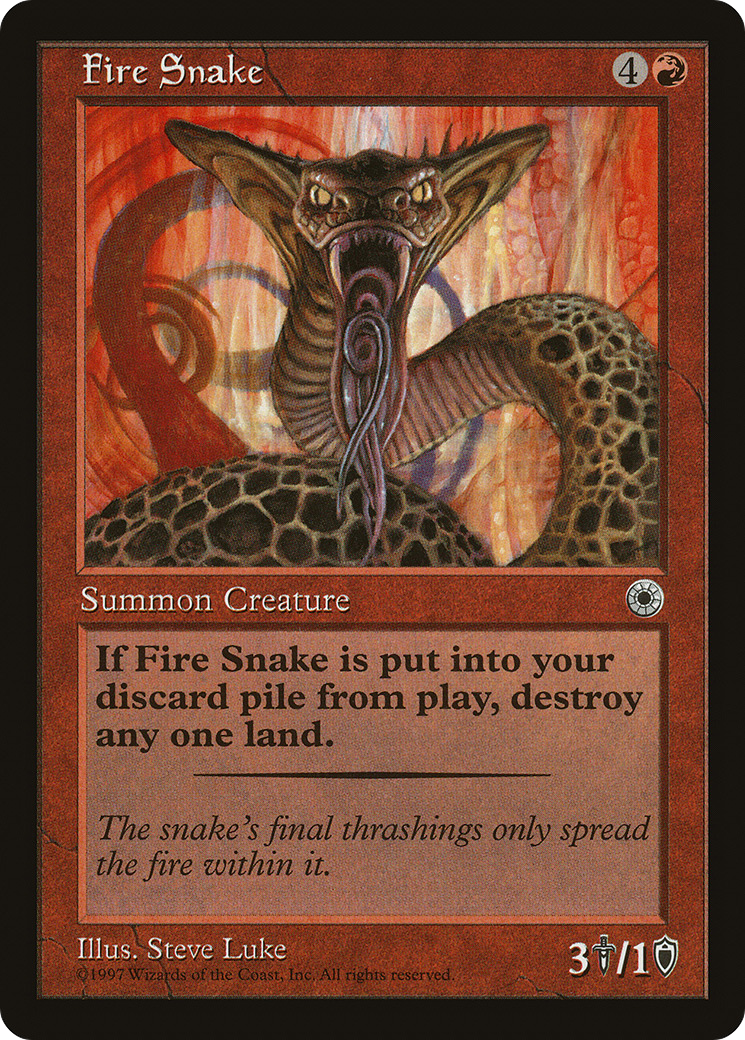 Fire Snake
4
Summon Creature
If Fire Snake is put into your
discard pile from play, destroy
any one land.
The snake's final thrashings only spread
the fire within it.
Illus. Steve Luke
3/1
©1997 Wizards of the Coast, Inc. All rights reserved.